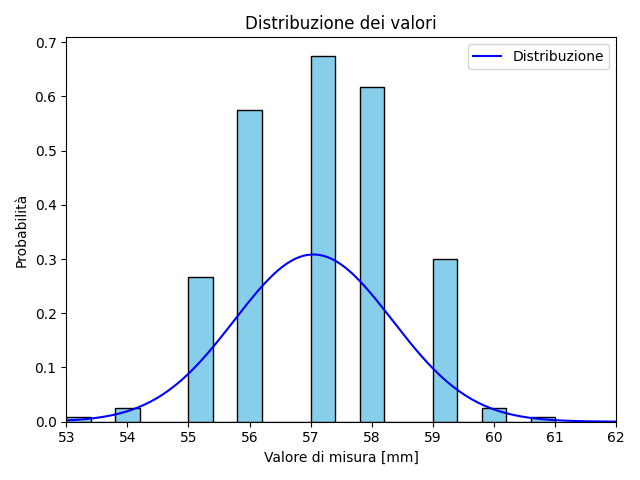 Distribuzione dei valori
Distribuzione
Probabilità
0.7
0.6
0.5
0.4
0.3
0.2
0.1
0.0
53 54 55 56 57 58 59 60 61 62
Valore di misura [mm]